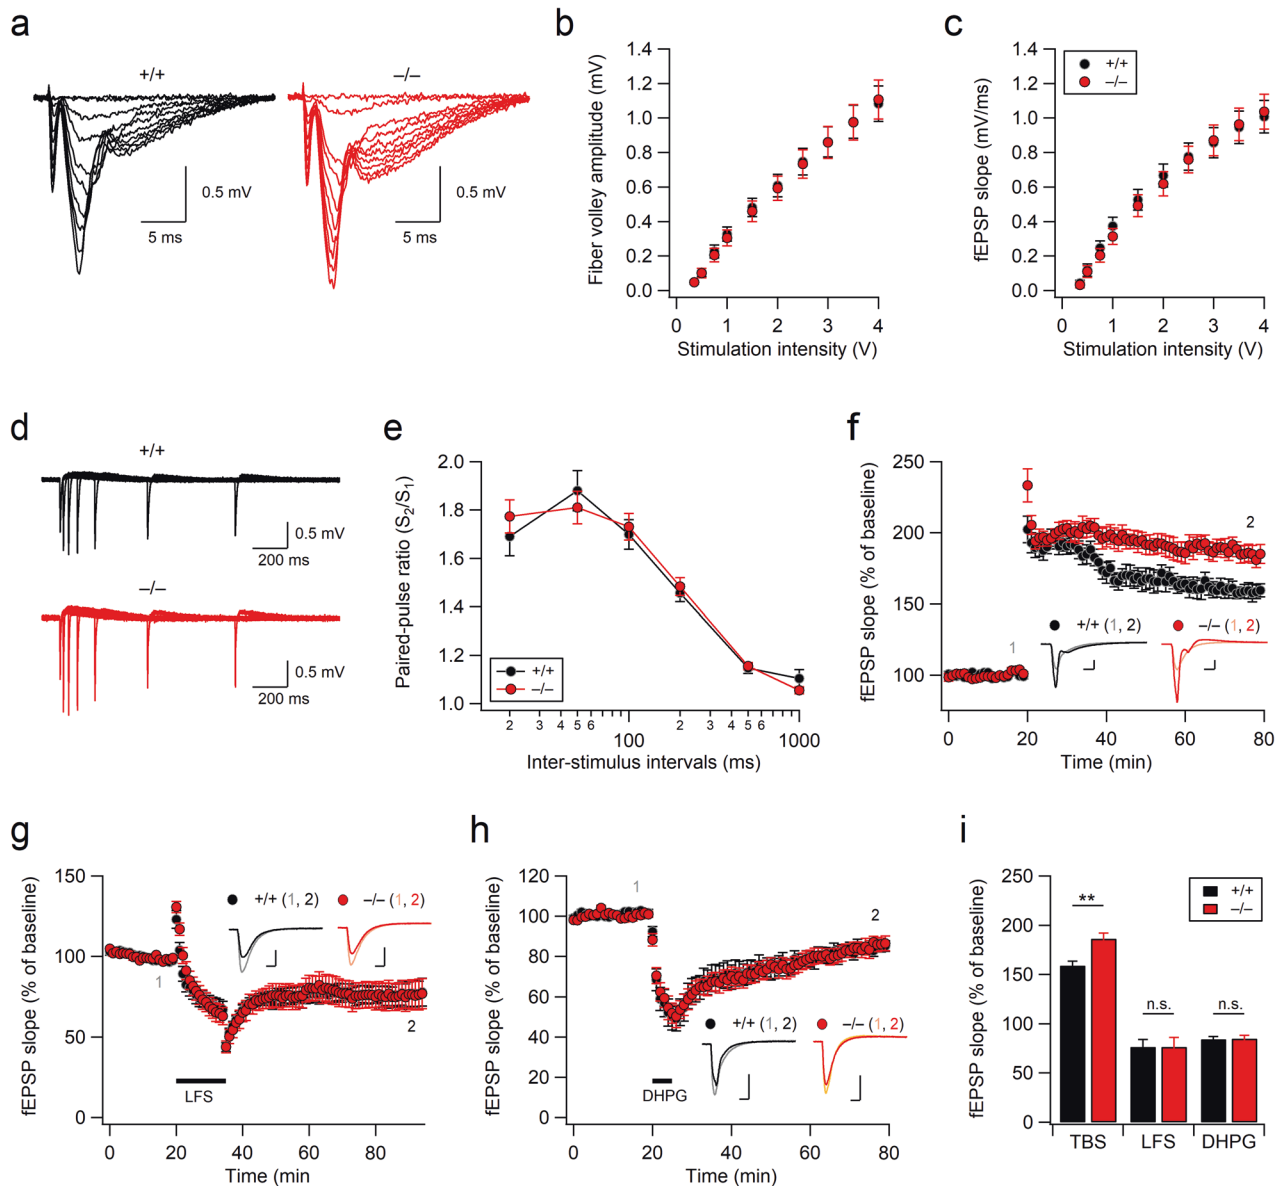 a
+/+
–/–
0.5 mV
5 ms
0.5 mV
5 ms
b
Fiber volley amplitude (mV)
1.4
1.2
1.0
0.8
0.6
0.4
0.2
0.0
0 1 2 3 4
Stimulation intensity (V)
c
fEPSP slope (mV/ms)
1.4
1.2
1.0
0.8
0.6
0.4
0.2
0.0
+/+
–/–
0 1 2 3 4
Stimulation intensity (V)
d
+/+
0.5 mV
200 ms
–/–
0.5 mV
200 ms
e
Paired-pulse ratio (S2/S1)
2.0
1.8
1.6
1.4
1.2
1.0
+/+
–/–
2 3 4 5 6 100 2 3 4 5 6 1000
Inter-stimulus intervals (ms)
f
fEPSP slope (% of baseline)
250
200
150
100
2
1
+/+ (1, 2)
–/– (1, 2)
0 20 40 60 80
Time (min)
g
fEPSP slope (% of baseline)
150
100
50
0
+/+ (1, 2)
–/– (1, 2)
1
2
LFS
0 20 40 60 80
Time (min
h
fEPSP slope (% of baseline)
120
100
80
60
40
20
0
1
2
+/+ (1, 2)
–/– (1, 2)
DHPG
0 20 40 60 80
Time (min)
i
fEPSP slope (% of baseline)
250
200
150
100
50
0
+/+
–/–
**
n.s.
n.s.
TBS LFS DHPG